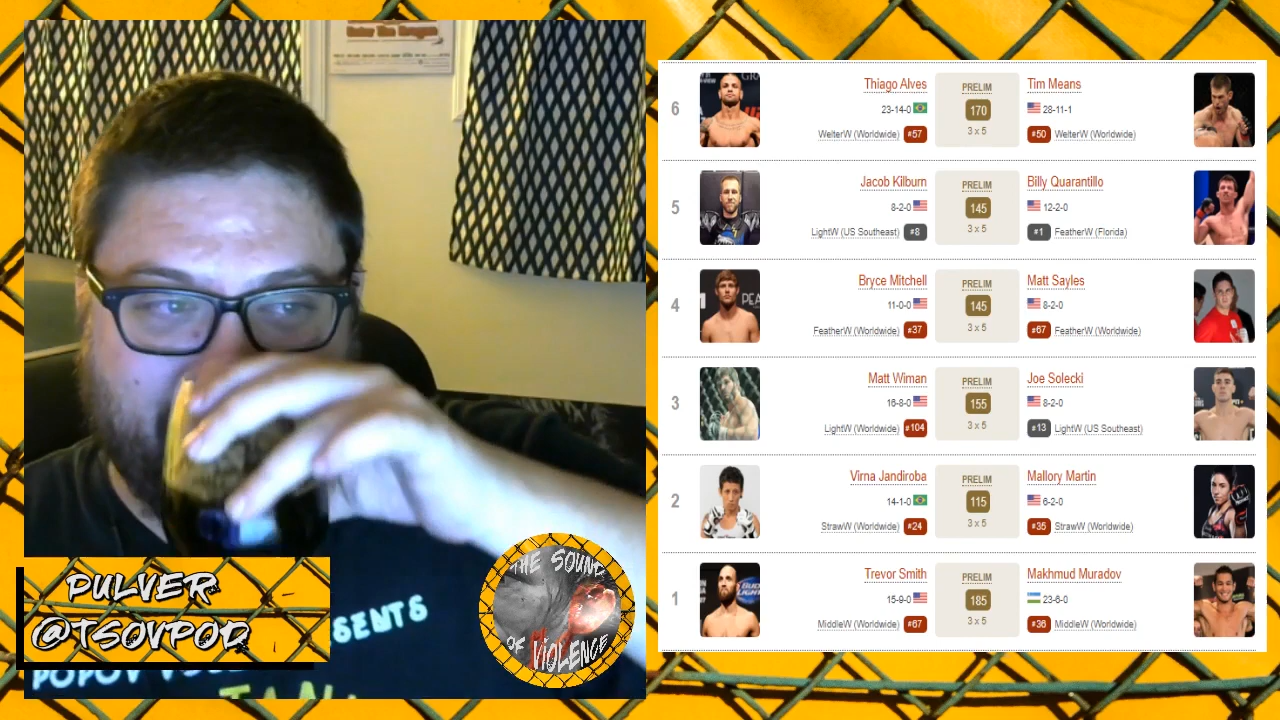 PULVER
@TSOVPOD
SENTS
POPOV
THE SOUND
OF VIOLENCE
6
Thiago Alves
23-14-0
WelterW (Worldwide) #57
PRELIM
170
3 x 5
Tim Means
28-11-1
#50 WelterW (Worldwide)
5
Jacob Kilburn
8-2-0
LightW (US Southeast) #8
PRELIM
145
3 x 5
Billy Quarantillo
12-2-0
#1 FeatherW (Florida)
4
Bryce Mitchell
11-0-0
FeatherW (Worldwide) #37
PRELIM
145
3 x 5
Matt Sayles
8-2-0
#67 FeatherW (Worldwide)
3
Matt Wiman
16-8-0
LightW (Worldwide) #104
PRELIM
155
3 x 5
Joe Solecki
8-2-0
#13 LightW (US Southeast)
2
Virna Jandiroba
14-1-0
StrawW (Worldwide) #24
PRELIM
115
3 x 5
Mallory Martin
6-2-0
#35 StrawW (Worldwide)
1
Trevor Smith
15-9-0
MiddleW (Worldwide) #67
PRELIM
185
3 x 5
Makhmud Muradov
23-6-0
#36 MiddleW (Worldwide)